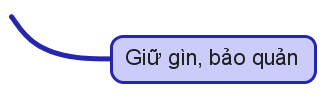 Giữ gìn, bảo quản